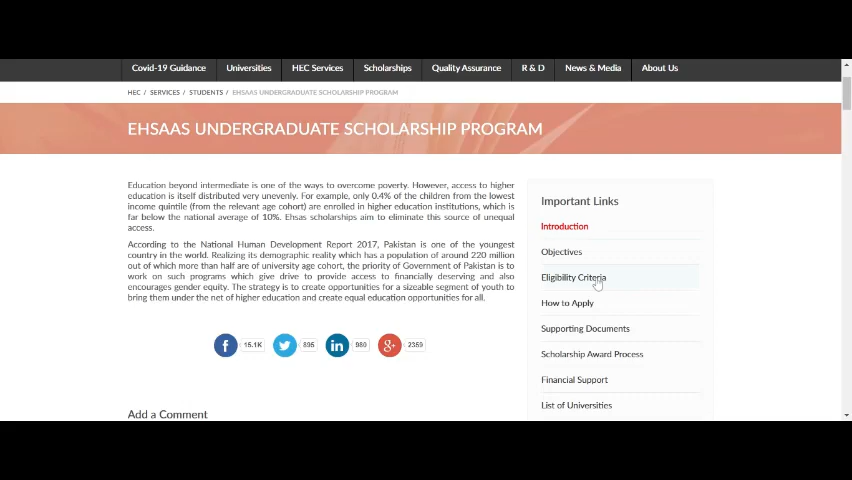 Covid-19 Guidance Universities HEC Services Scholarships Quality Assurance R & D News & Media About Us
HEC / SERVICES / STUDENTS / EHSAAS UNDERGRADUATE SCHOLARSHIP PROGRAM
EHSAAS UNDERGRADUATE SCHOLARSHIP PROGRAM
Education beyond intermediate is one of the ways to overcome poverty. However, access to higher
education is itself distributed very unevenly. For example, only 0.4% of the children from the lowest
income quintile (from the relevant age cohort) are enrolled in higher education institutions, which is
far below the national average of 10%. Ehsas scholarships aim to eliminate this source of unequal
access.
According to the National Human Development Report 2017, Pakistan is one of the youngest
country in the world. Realizing its demographic reality which has a population of around 220 million
out of which more than half are of university age cohort, the priority of Government of Pakistan is to
work on such programs which give drive to provide access to financially deserving and also
encourages gender equity. The strategy is to create opportunities for a sizeable segment of youth to
bring them under the net of higher education and create equal education opportunities for all.
f 15.1K 895 in 980 g+ 2359
Add a Comment
Important Links
Introduction
Objectives
Eligibility Criteria
How to Apply
Supporting Documents
Scholarship Award Process
Financial Support
List of Universities